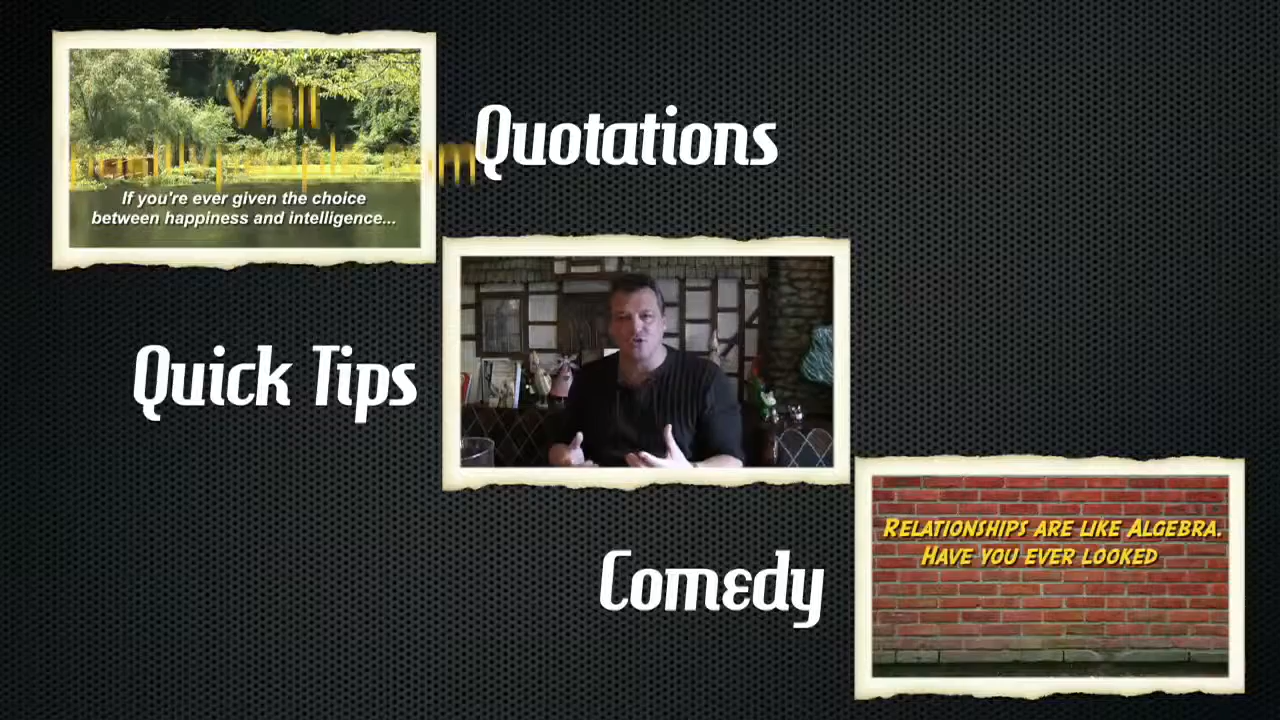 Visit
Quotations
If you're ever given the choice
between happiness and intelligence...
Quick Tips
Relationships are like Algebra.
Have you ever looked
Comedy